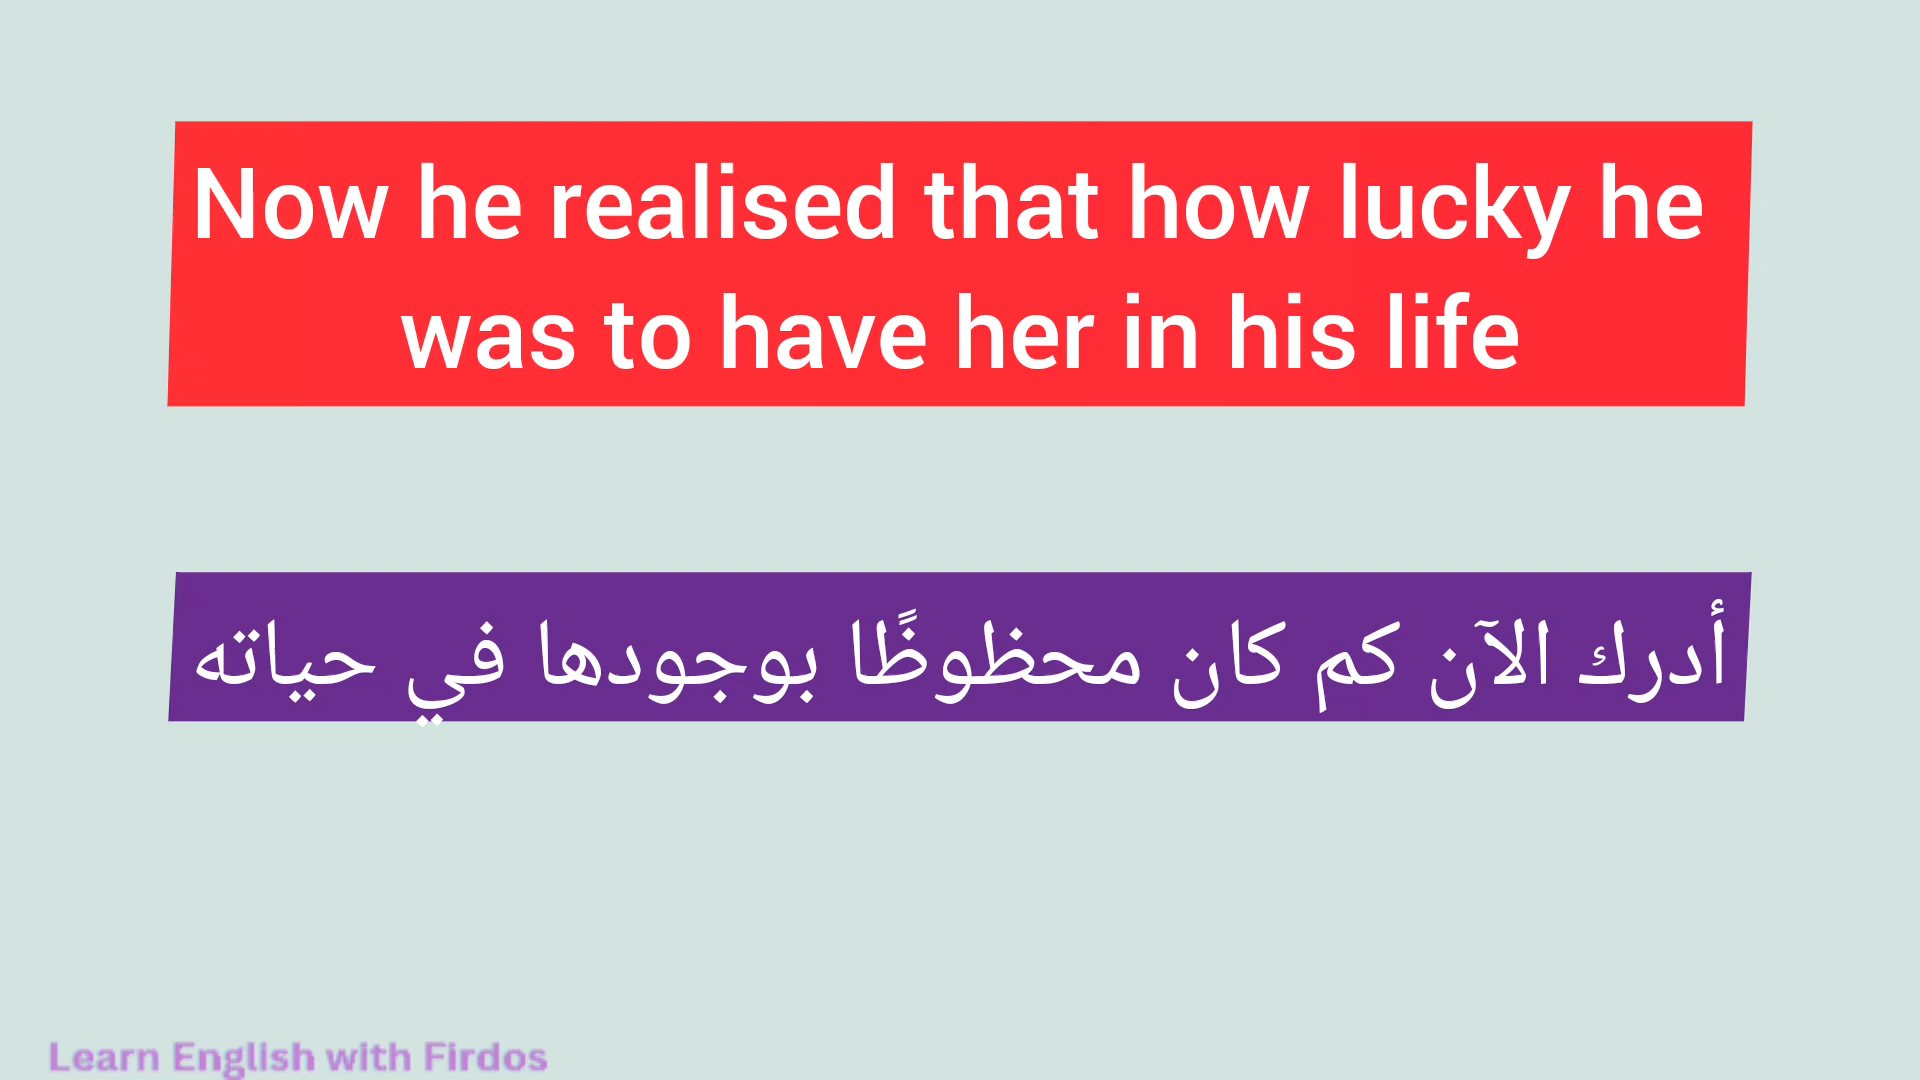 Now he realised that how lucky he
was to have her in his life
أدرك الآن كم كان محظوظًا بوجودها في حياته
Learn English with Firdos